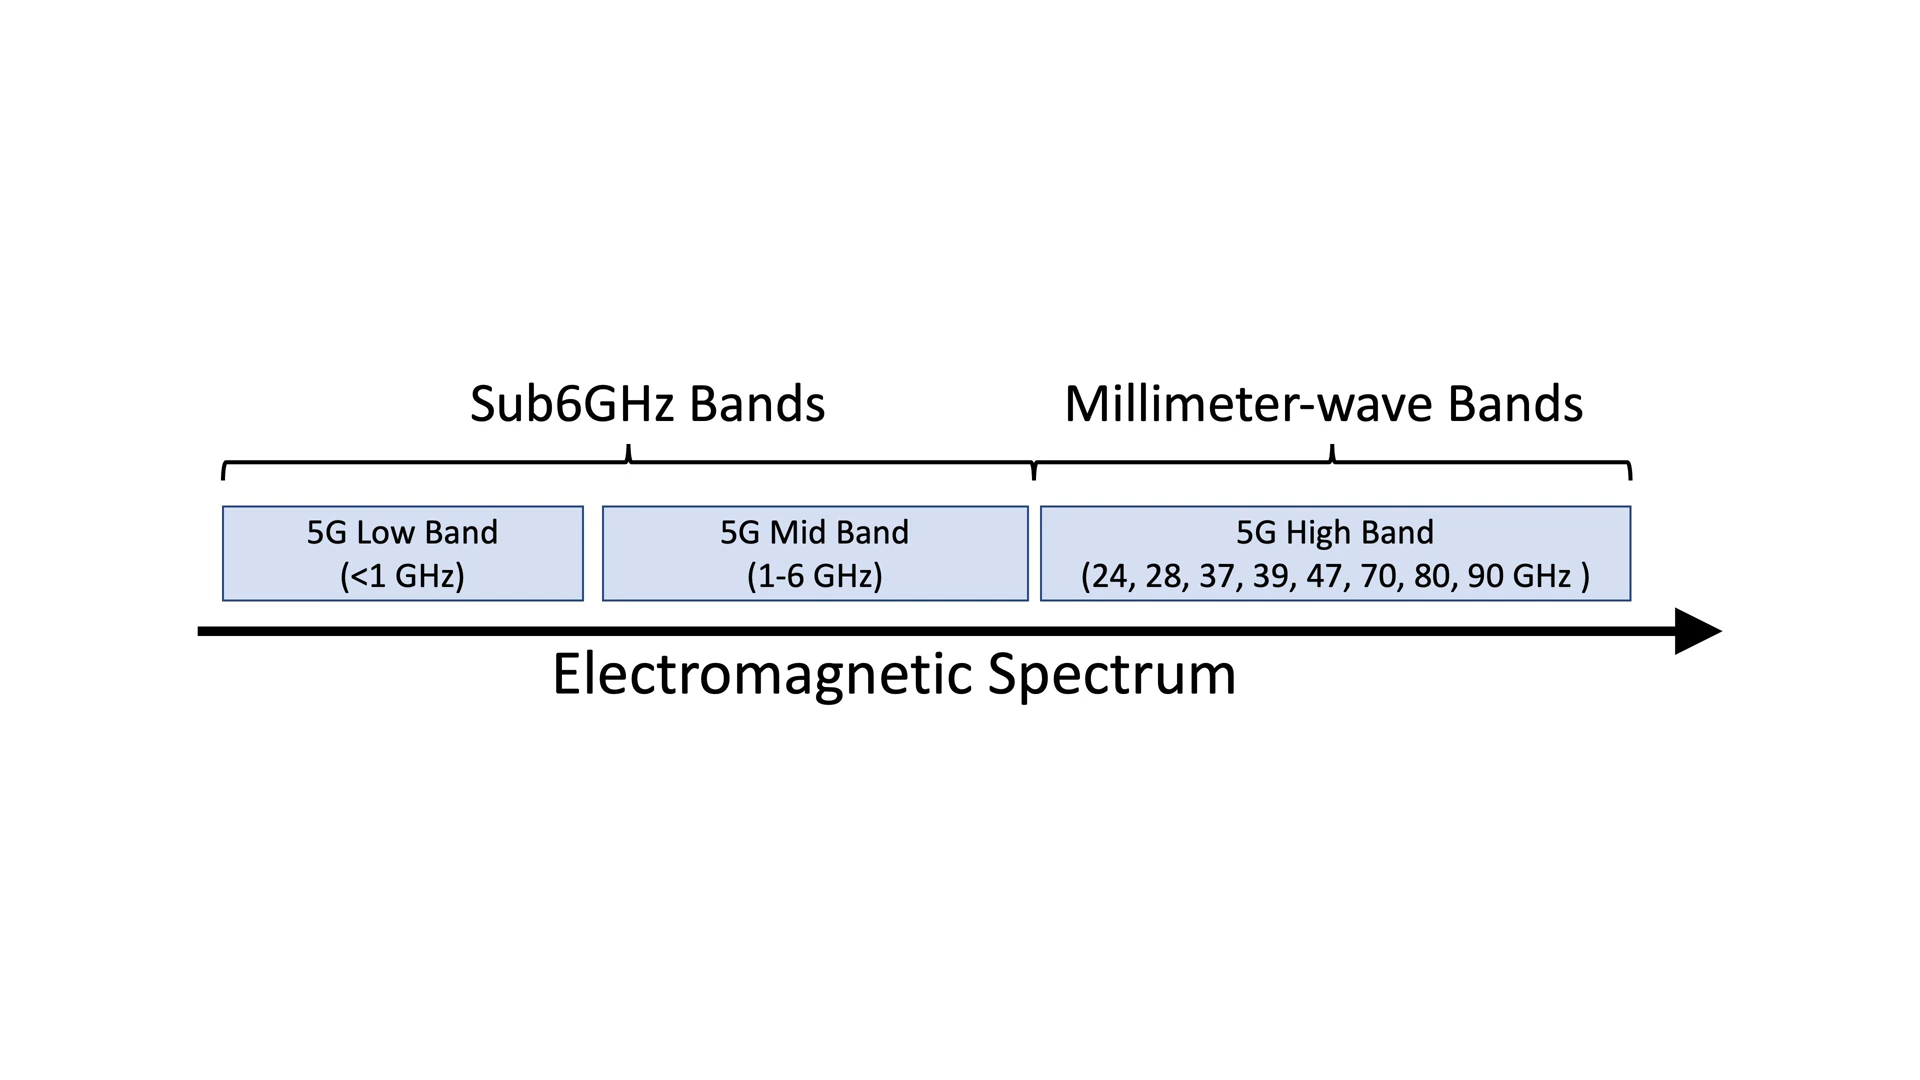 Sub6GHz Bands
Millimeter-wave Bands
5G Low Band
(<1 GHz)
5G Mid Band
(1-6 GHz)
5G High Band
(24, 28, 37, 39, 47, 70, 80, 90 GHz )
Electromagnetic Spectrum